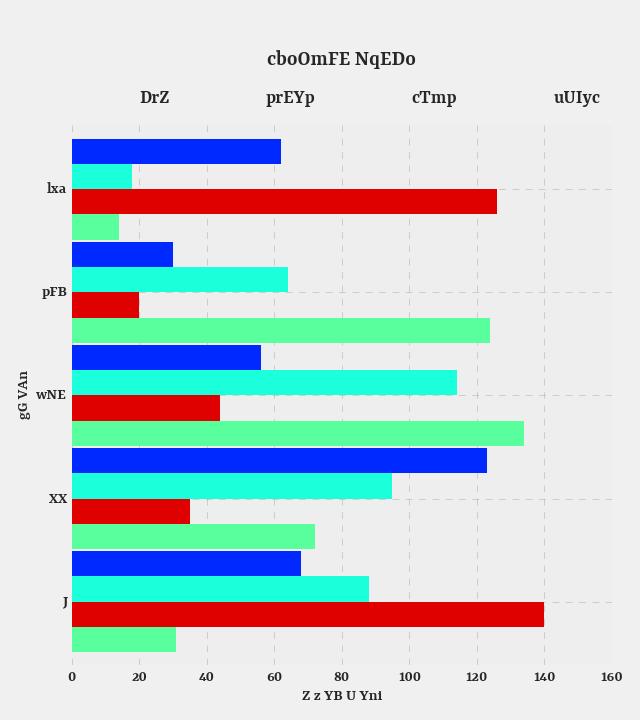 cboOmFE NqEDo
DrZ prEYp cTmp uUIyc
lxa
pFB
wNE
XX
J
gG VAn
0 20 40 60 80 100 120 140 160
Z z YB U Yni